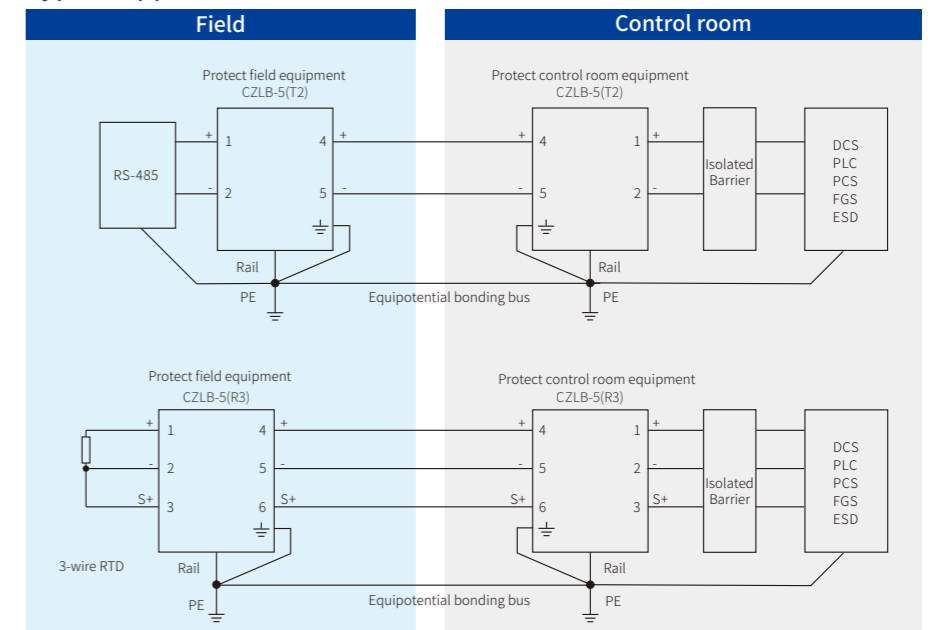 Field
Control room
Protect field equipment
CZLB-5(T2)
Protect control room equipment
CZLB-5(T2)
RS-485
+ 1 4 + + 4 1 +
- 2 5 - - 5 2 -
Isolated
Barrier
DCS
PLC
PCS
FGS
ESD
Rail
Rail
PE
Equipotential bonding bus
PE
Protect field equipment
CZLB-5(R3)
Protect control room equipment
CZLB-5(R3)
+ 1 4 + + 4 1 +
- 2 5 - - 5 2 -
S+ 3 6 S+ S+ 6 3 S+
Isolated
Barrier
DCS
PLC
PCS
FGS
ESD
3-wire RTD
Rail
Rail
PE
Equipotential bonding bus
PE